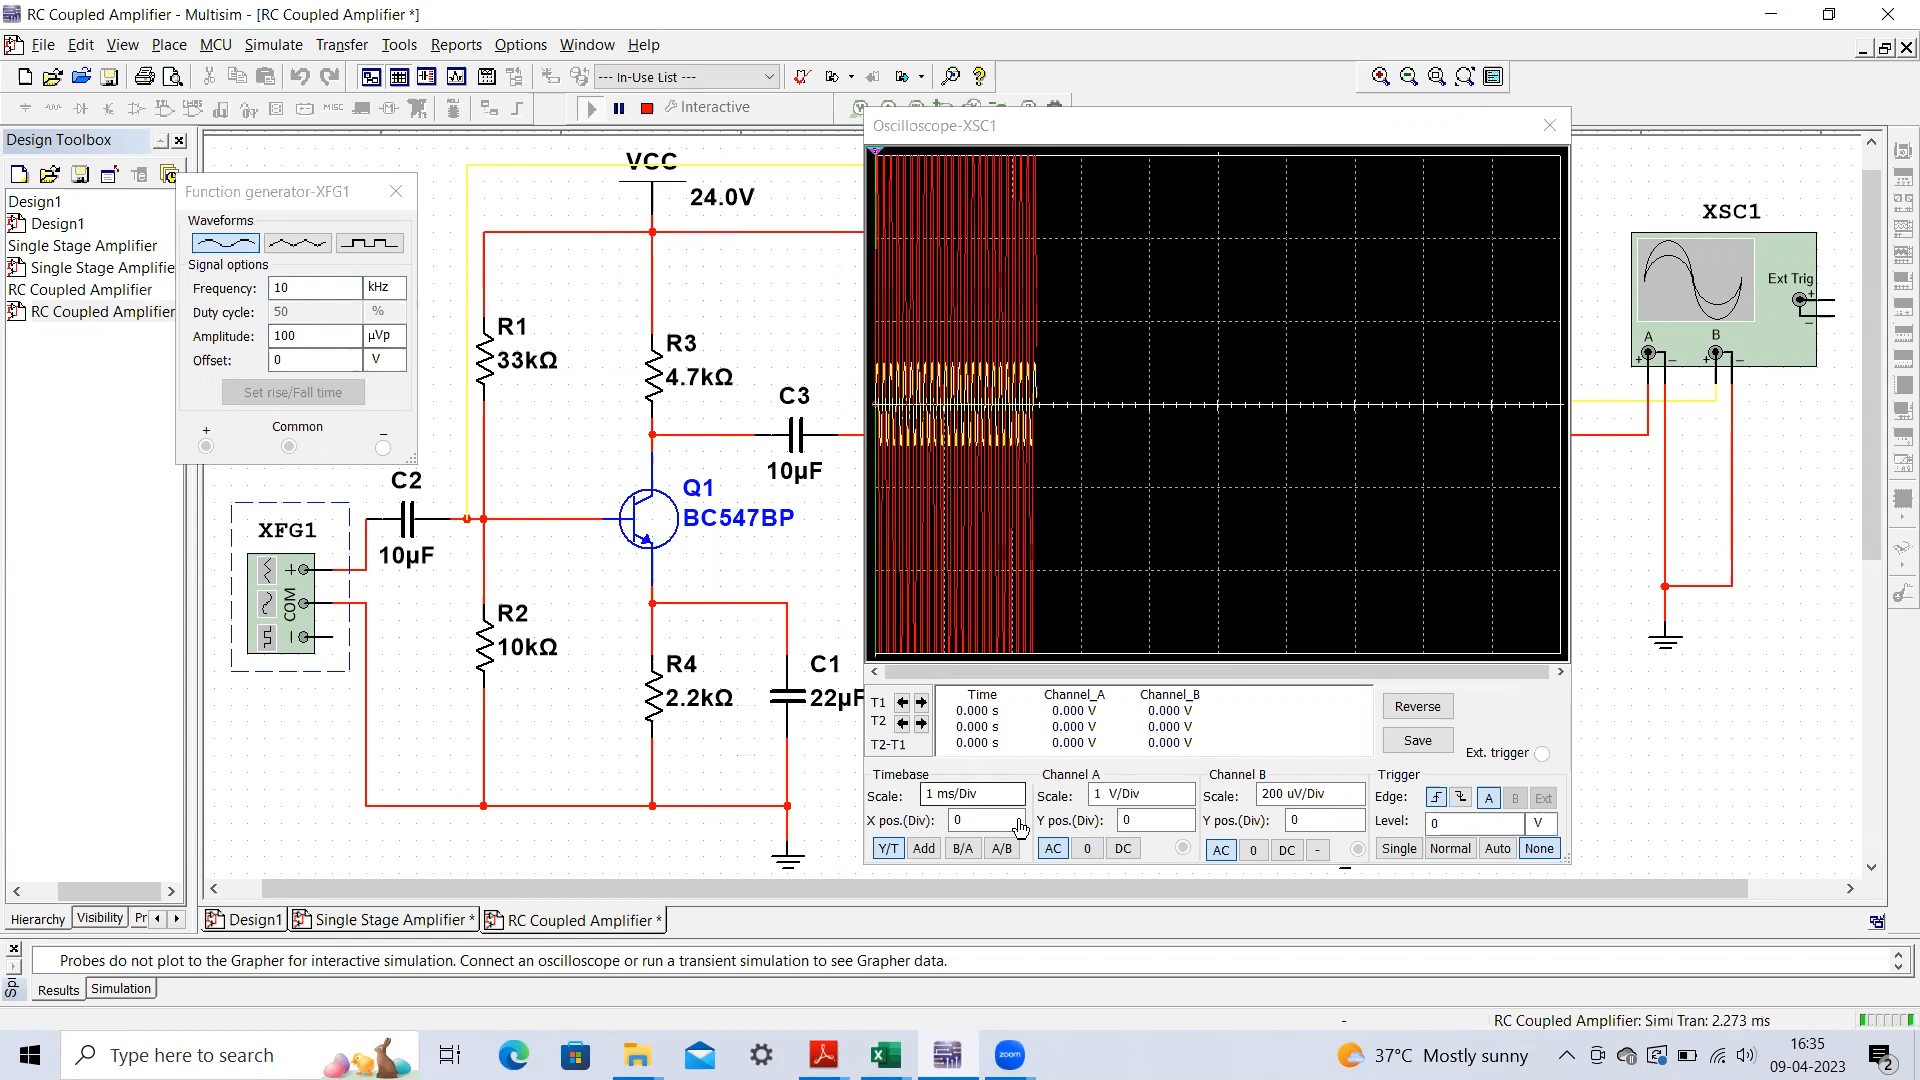 RC Coupled Amplifier - Multisim - [RC Coupled Amplifier *]
File Edit View Place MCU Simulate Transfer Tools Reports Options Window Help
--- In-Use List ---
MISC Interactive
Design Toolbox
Design1
Design1
Single Stage Amplifier
Single Stage Amplifie
RC Coupled Amplifier
RC Coupled Amplifier
Function generator-XFG1
Waveforms
Signal options
Frequency: 10 kHz
Duty cycle: 50 %
Amplitude: 100 µVp
Offset: 0 V
Set rise/Fall time
+ Common –
VCC
24.0V
R1
33kΩ
R3
4.7kΩ
C3
10µF
C2
10µF
Q1
BC547BP
XFG1
COM
R2
10kΩ
R4
2.2kΩ
C1
22µF
XSC1
Ext Trig
A B
Oscilloscope-XSC1
Time Channel_A Channel_B
T1 0.000 s 0.000 V 0.000 V
T2 0.000 s 0.000 V 0.000 V
T2-T1 0.000 s 0.000 V 0.000 V
Reverse
Save
Ext. trigger
Timebase
Scale: 1 ms/Div
X pos.(Div): 0
Y/T Add B/A A/B
Channel A
Scale: 1 V/Div
Y pos.(Div): 0
AC 0 DC
Channel B
Scale: 200 uV/Div
Y pos.(Div): 0
AC 0 DC -
Trigger
Edge: A B Ext
Level: 0 V
Single Normal Auto None
Hierarchy Visibility Pr
Design1 Single Stage Amplifier * RC Coupled Amplifier *
Probes do not plot to the Grapher for interactive simulation. Connect an oscilloscope or run a transient simulation to see Grapher data.
Results Simulation
- RC Coupled Amplifier: Simu Tran: 2.273 ms
Type here to search
zoom
37°C Mostly sunny
16:35
09-04-2023
2